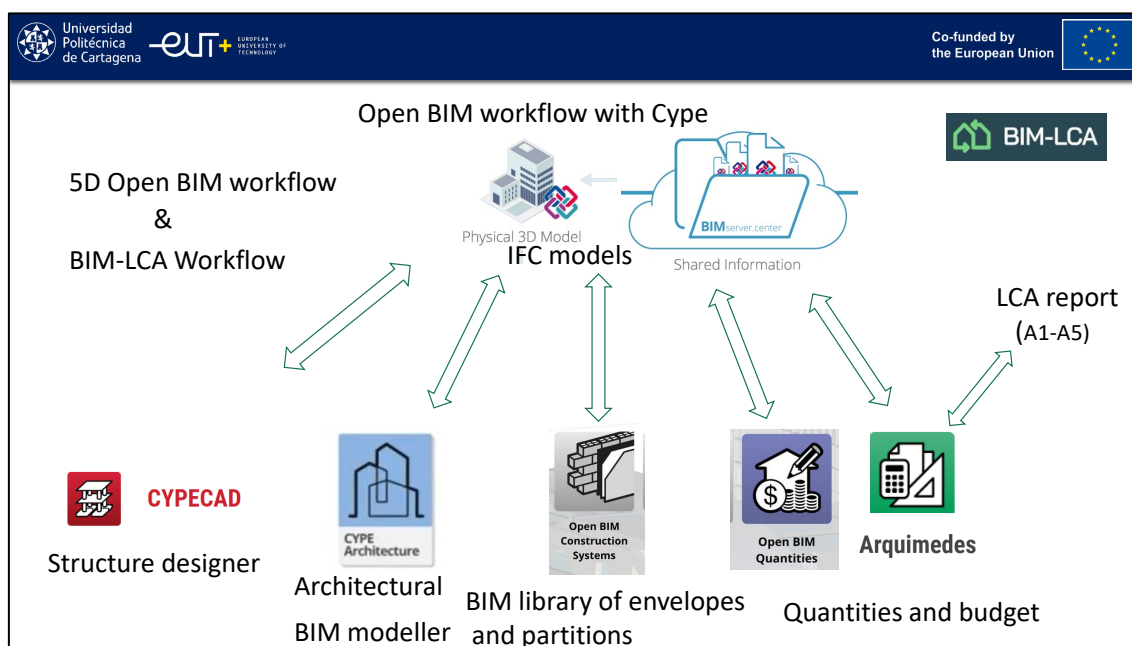 Universidad
Politécnica
de Cartagena
EUT+
EUROPEAN
UNIVERSITY OF
TECHNOLOGY
Co-funded by
the European Union
Open BIM workflow with Cype
BIM-LCA
5D Open BIM workflow
&
BIM-LCA Workflow
BIMserver.center
Physical 3D Model
IFC models
Shared Information
LCA report
(A1-A5)
CYPECAD
Structure designer
CYPE
Architecture
Architectural
BIM modeller
Open BIM
Construction
Systems
BIM library of envelopes
and partitions
$
Open BIM
Quantities
Arquimedes
Quantities and budget